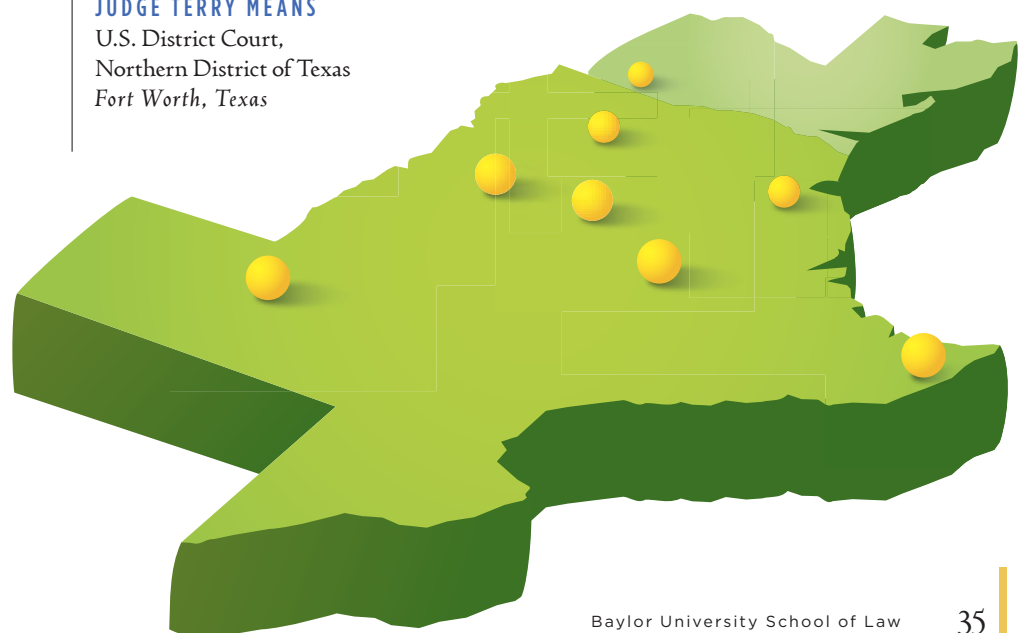 JUDGE TERRY MEANS
U.S. District Court,
Northern District of Texas
Fort Worth, Texas
Baylor University School of Law 35